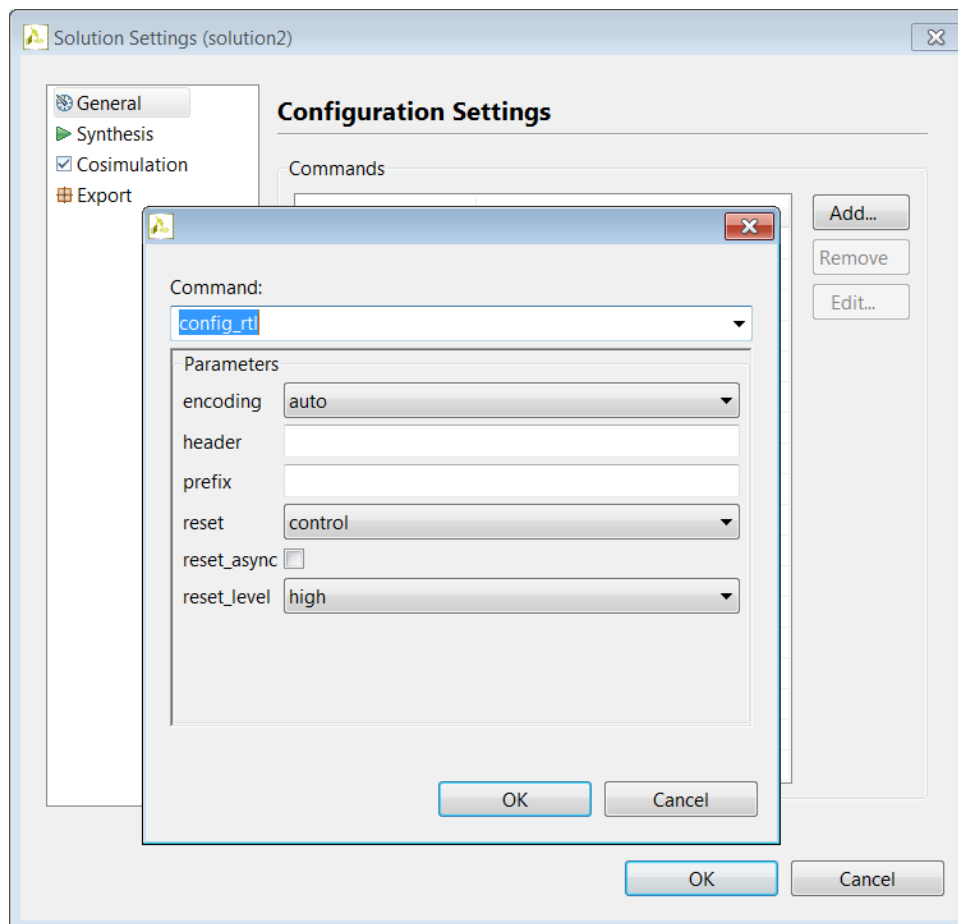 Solution Settings (solution2)
General
Synthesis
Cosimulation
Export
Configuration Settings
Commands
Add...
Remove
Edit...
Command:
config_rtl
Parameters
encoding auto
header
prefix
reset control
reset_async
reset_level high
OK Cancel
OK Cancel